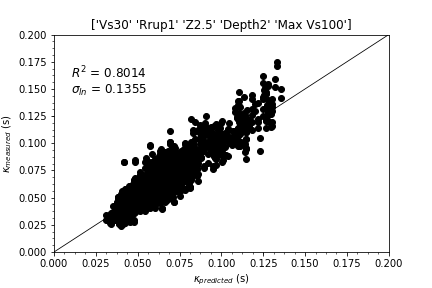 ['Vs30' 'Rrup1' 'Z2.5' 'Depth2' 'Max Vs100']
0.200
0.175
0.150
0.125
0.100
0.075
0.050
0.025
0.000
κmeasured (s)
R² = 0.8014
σln = 0.1355
0.000 0.025 0.050 0.075 0.100 0.125 0.150 0.175 0.200
κpredicted (s)